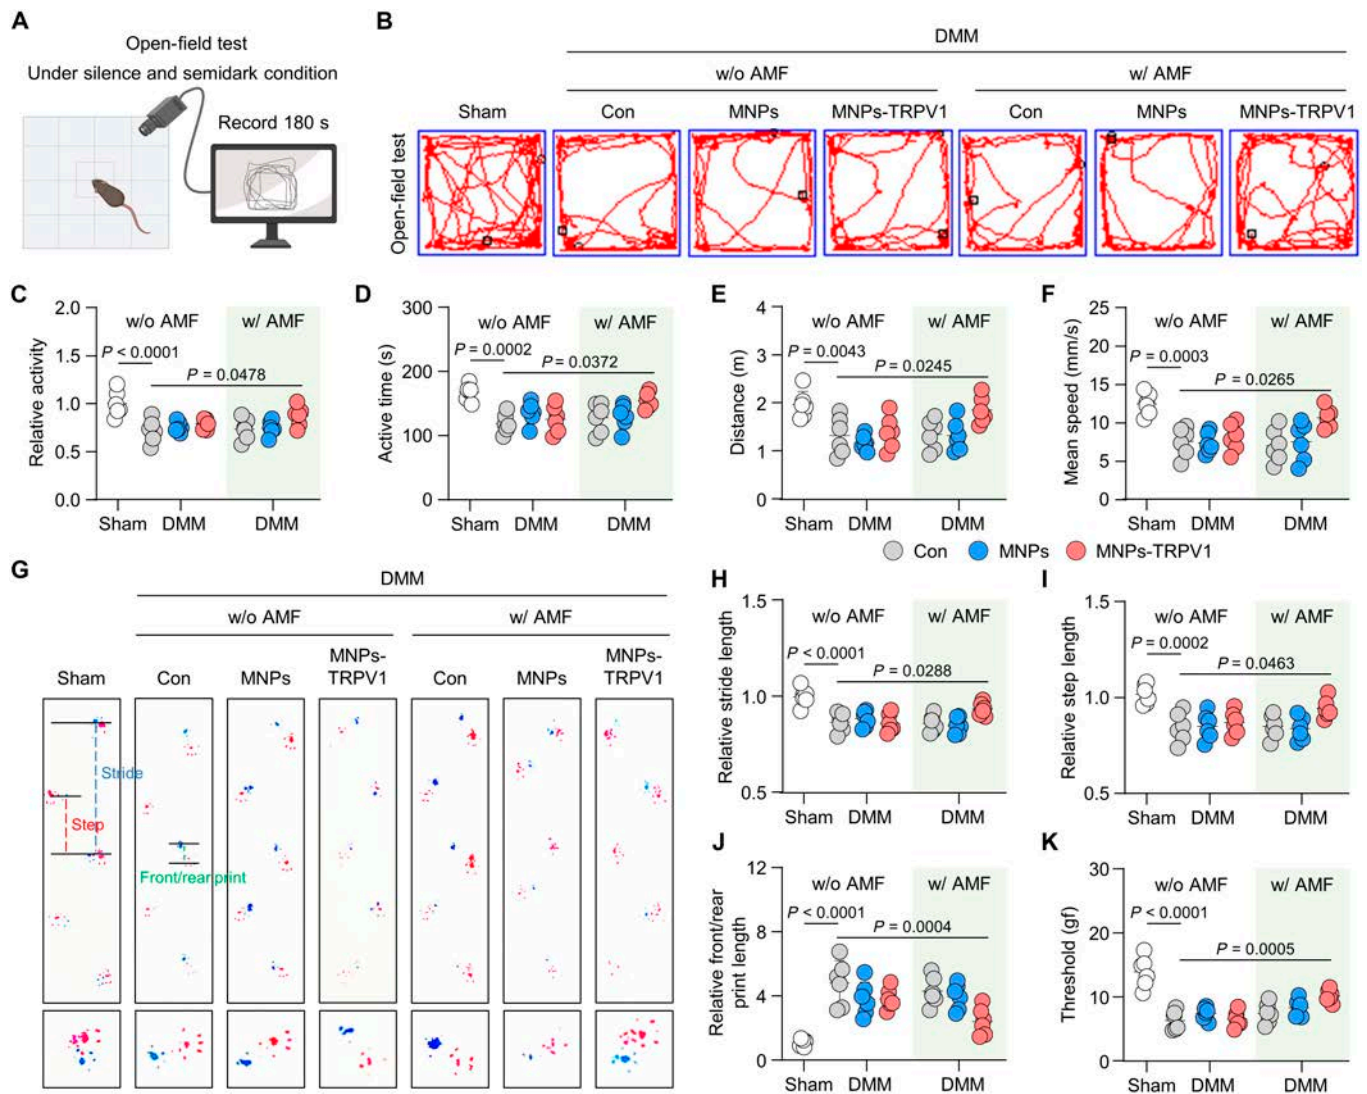 A
Open-field test
Under silence and semidark condition
Record 180 s
B
DMM
w/o AMF
w/ AMF
Sham
Con
MNPs
MNPs-TRPV1
Con
MNPs
MNPs-TRPV1
Open-field test
C
Relative activity
2.0
1.5
1.0
0.5
0.0
w/o AMF
w/ AMF
P < 0.0001
P = 0.0478
Sham
DMM
DMM
D
Active time (s)
300
200
100
0
w/o AMF
w/ AMF
P = 0.0002
P = 0.0372
Sham
DMM
DMM
E
Distance (m)
4
3
2
1
0
w/o AMF
w/ AMF
P = 0.0043
P = 0.0245
Sham
DMM
DMM
F
Mean speed (mm/s)
25
20
15
10
5
0
w/o AMF
w/ AMF
P = 0.0003
P = 0.0265
Sham
DMM
DMM
Con
MNPs
MNPs-TRPV1
G
DMM
w/o AMF
w/ AMF
Sham
Con
MNPs
MNPs-
TRPV1
Con
MNPs
MNPs-
TRPV1
Stride
Step
Front/rear print
H
Relative stride length
1.5
1.0
0.5
w/o AMF
w/ AMF
P < 0.0001
P = 0.0288
Sham
DMM
DMM
I
Relative step length
1.5
1.0
0.5
w/o AMF
w/ AMF
P = 0.0002
P = 0.0463
Sham
DMM
DMM
J
Relative front/rear
print length
12
8
4
0
w/o AMF
w/ AMF
P < 0.0001
P = 0.0004
Sham
DMM
DMM
K
Threshold (gf)
30
20
10
0
w/o AMF
w/ AMF
P < 0.0001
P = 0.0005
Sham
DMM
DMM